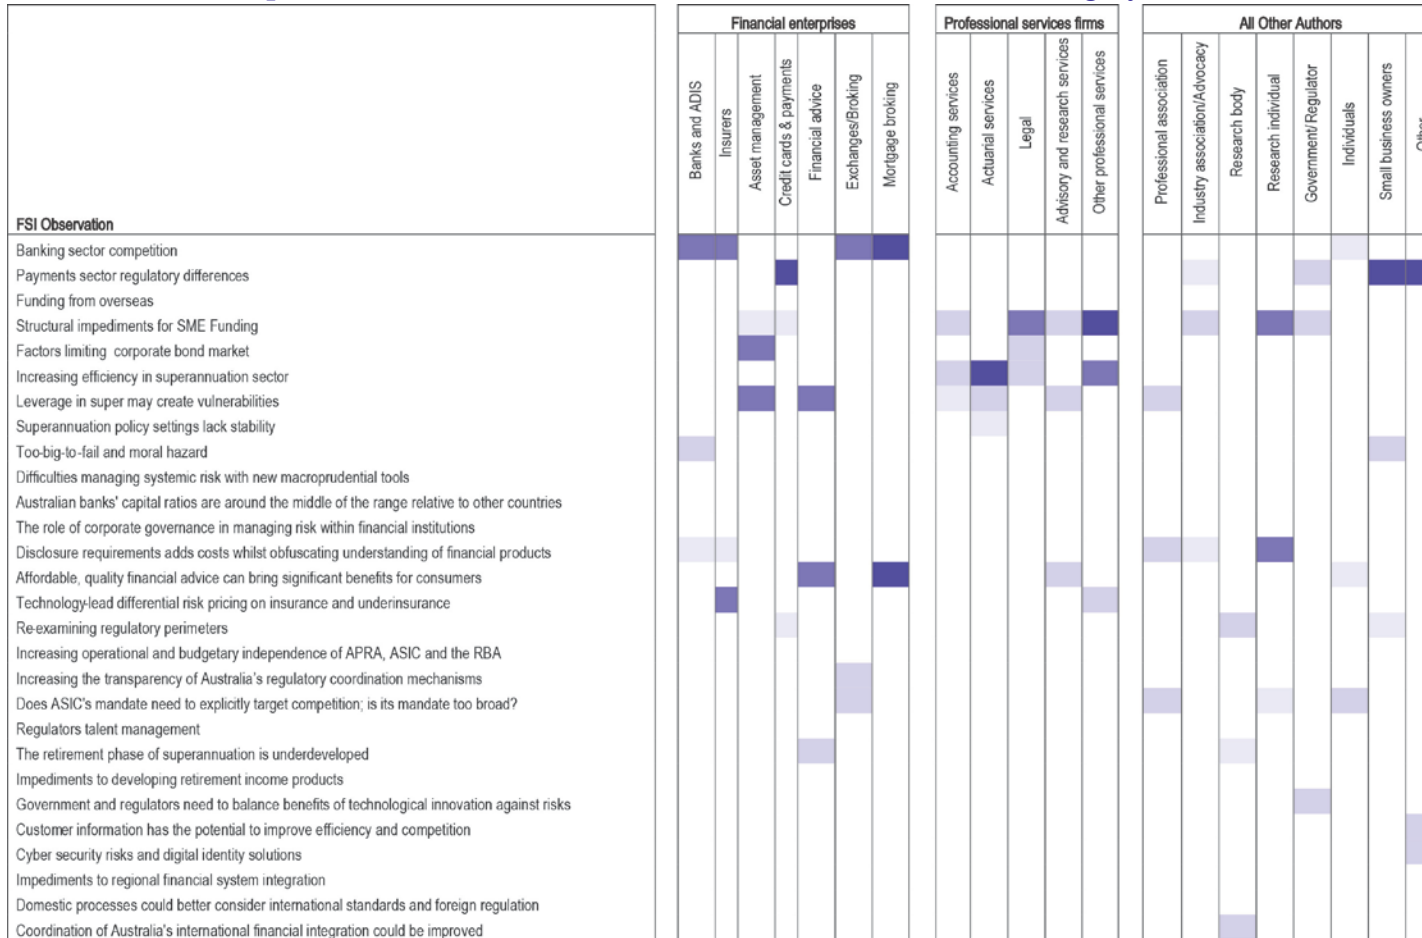 Financial enterprises
Professional services firms
All Other Authors
Banks and ADIS
Insurers
Asset management
Credit cards & payments
Financial advice
Exchanges/Broking
Mortgage broking
Accounting services
Actuarial services
Legal
Advisory and research services
Other professional services
Professional association
Industry association/Advocacy
Research body
Research individual
Government/Regulator
Individuals
Small business owners
Other
FSI Observation
Banking sector competition
Payments sector regulatory differences
Funding from overseas
Structural impediments for SME Funding
Factors limiting corporate bond market
Increasing efficiency in superannuation sector
Leverage in super may create vulnerabilities
Superannuation policy settings lack stability
Too-big-to-fail and moral hazard
Difficulties managing systemic risk with new macroprudential tools
Australian banks' capital ratios are around the middle of the range relative to other countries
The role of corporate governance in managing risk within financial institutions
Disclosure requirements adds costs whilst obfuscating understanding of financial products
Affordable, quality financial advice can bring significant benefits for consumers
Technology-lead differential risk pricing on insurance and underinsurance
Re-examining regulatory perimeters
Increasing operational and budgetary independence of APRA, ASIC and the RBA
Increasing the transparency of Australia's regulatory coordination mechanisms
Does ASIC's mandate need to explicitly target competition; is its mandate too broad?
Regulators talent management
The retirement phase of superannuation is underdeveloped
Impediments to developing retirement income products
Government and regulators need to balance benefits of technological innovation against risks
Customer information has the potential to improve efficiency and competition
Cyber security risks and digital identity solutions
Impediments to regional financial system integration
Domestic processes could better consider international standards and foreign regulation
Coordination of Australia's international financial integration could be improved